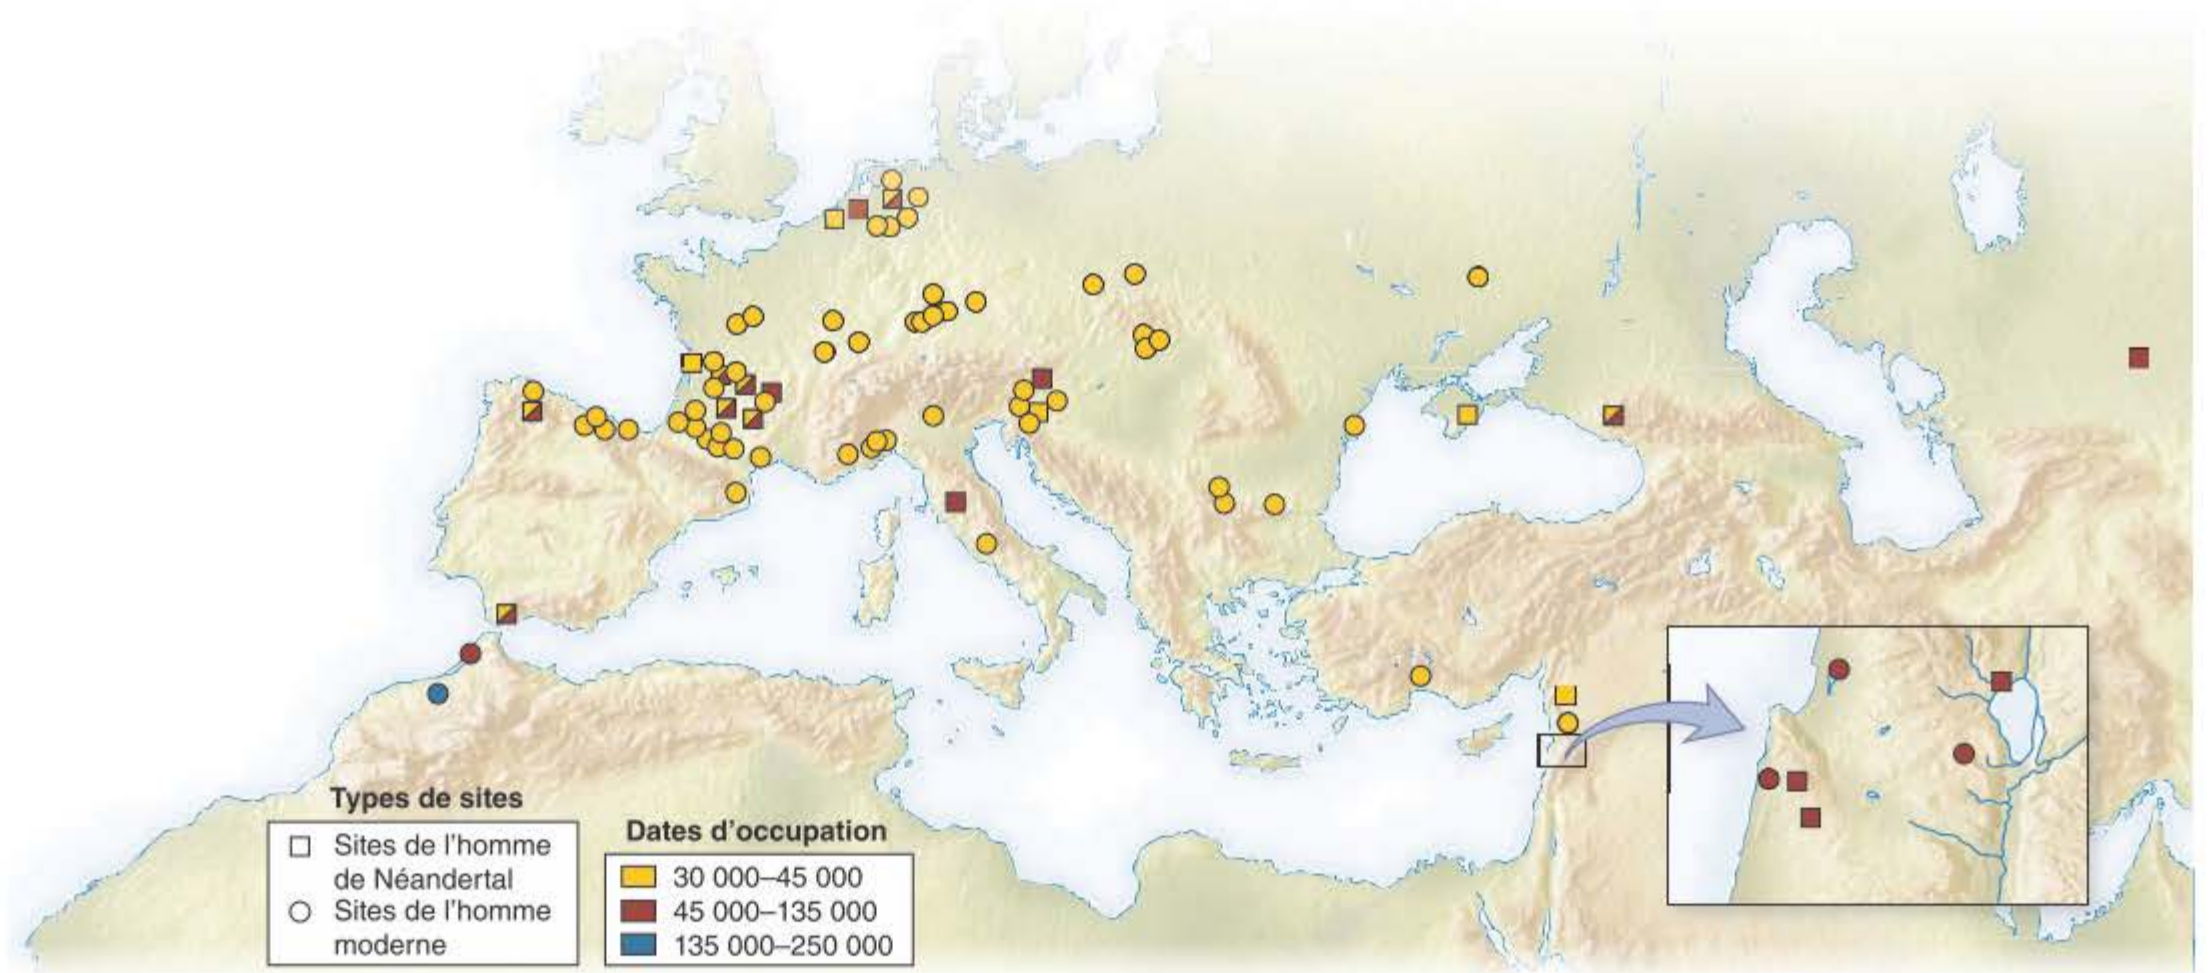 Types de sites
Sites de l'homme
de Néandertal
Sites de l'homme
moderne
Dates d'occupation
30 000–45 000
45 000–135 000
135 000–250 000